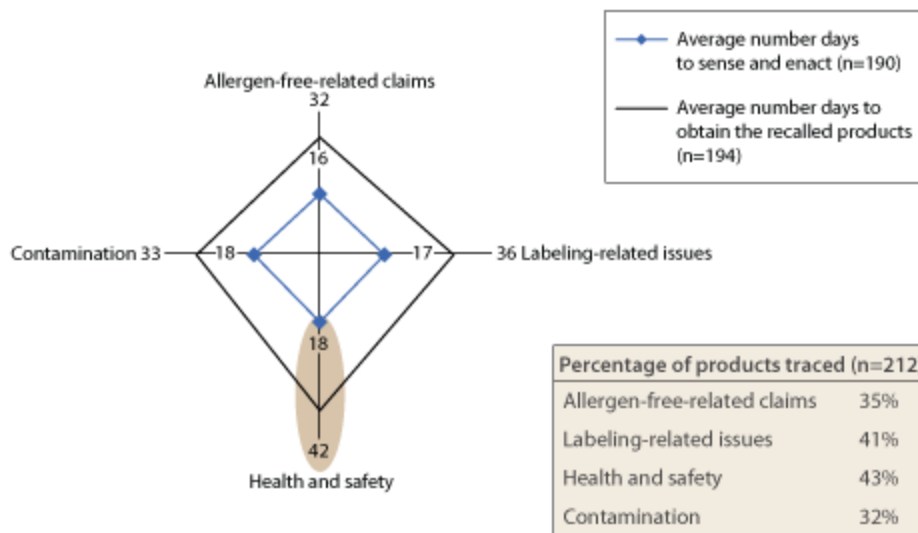 Average number days
to sense and enact (n=190)
Average number days to
obtain the recalled products
(n=194)
Allergen-free-related claims
32
16
Contamination 33
18
17
36 Labeling-related issues
18
42
Health and safety
Percentage of products traced (n=212
Allergen-free-related claims 35%
Labeling-related issues 41%
Health and safety 43%
Contamination 32%